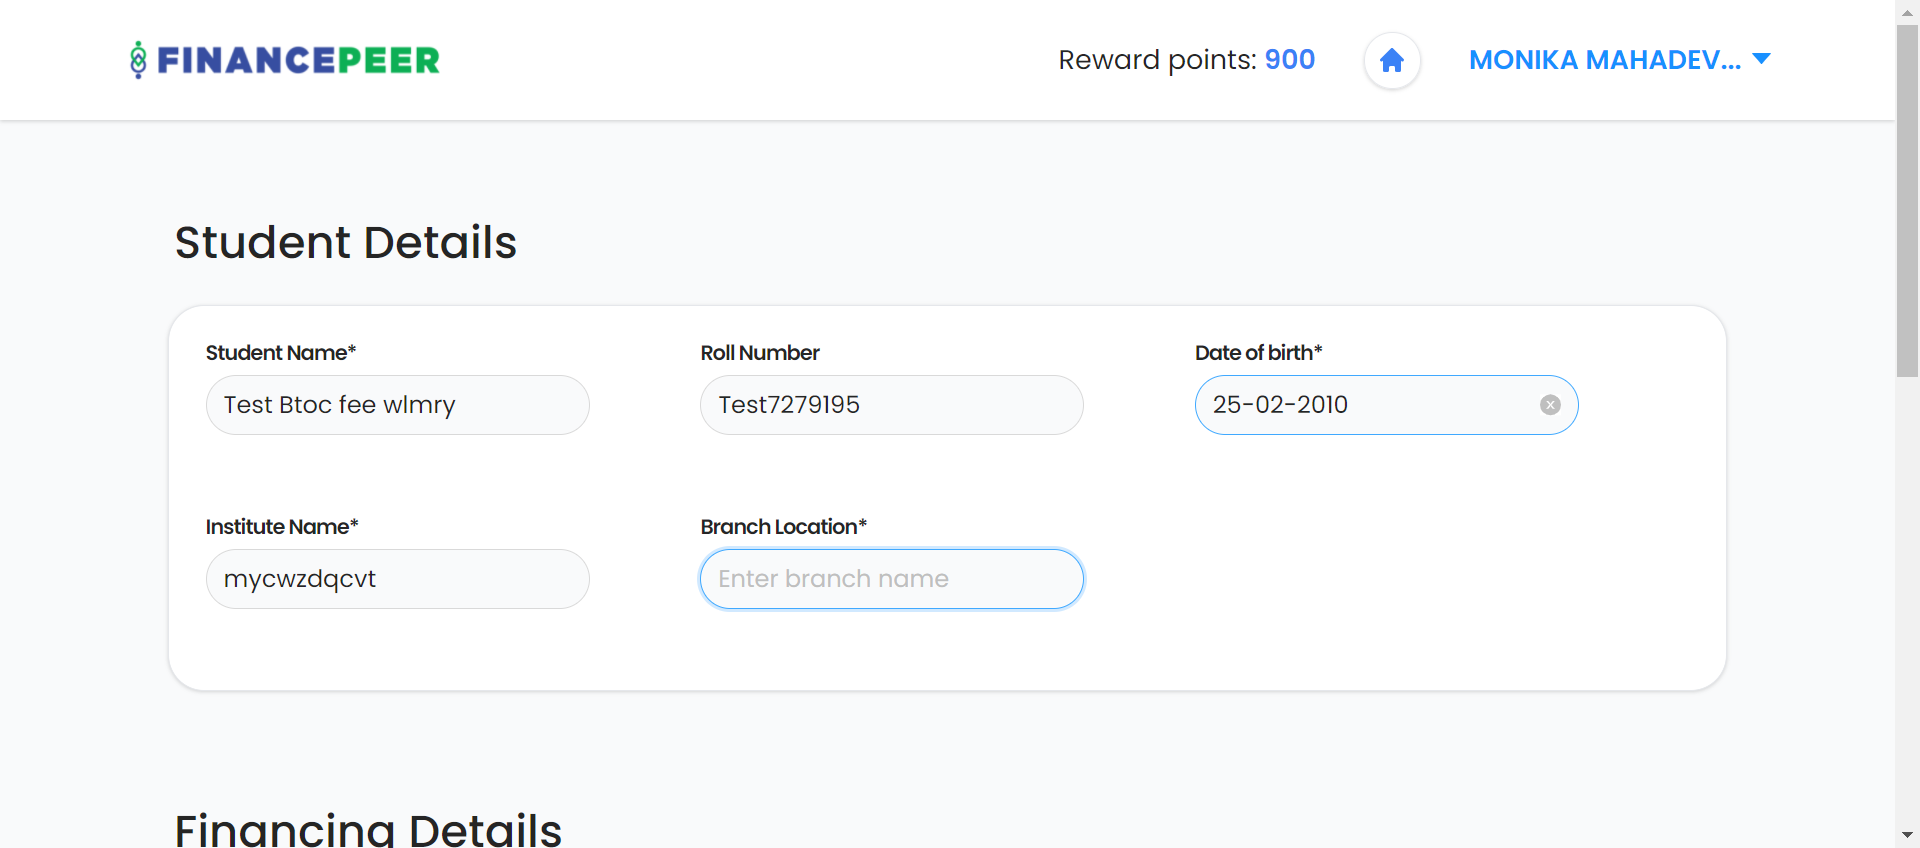 FINANCEPEER
Reward points: 900
MONIKA MAHADEV...
Student Details
Student Name*
Roll Number
Date of birth*
Test Btoc fee wlmry
Test7279195
25-02-2010
Institute Name*
Branch Location*
mycwzdqcvt
Enter branch name
Financing Details